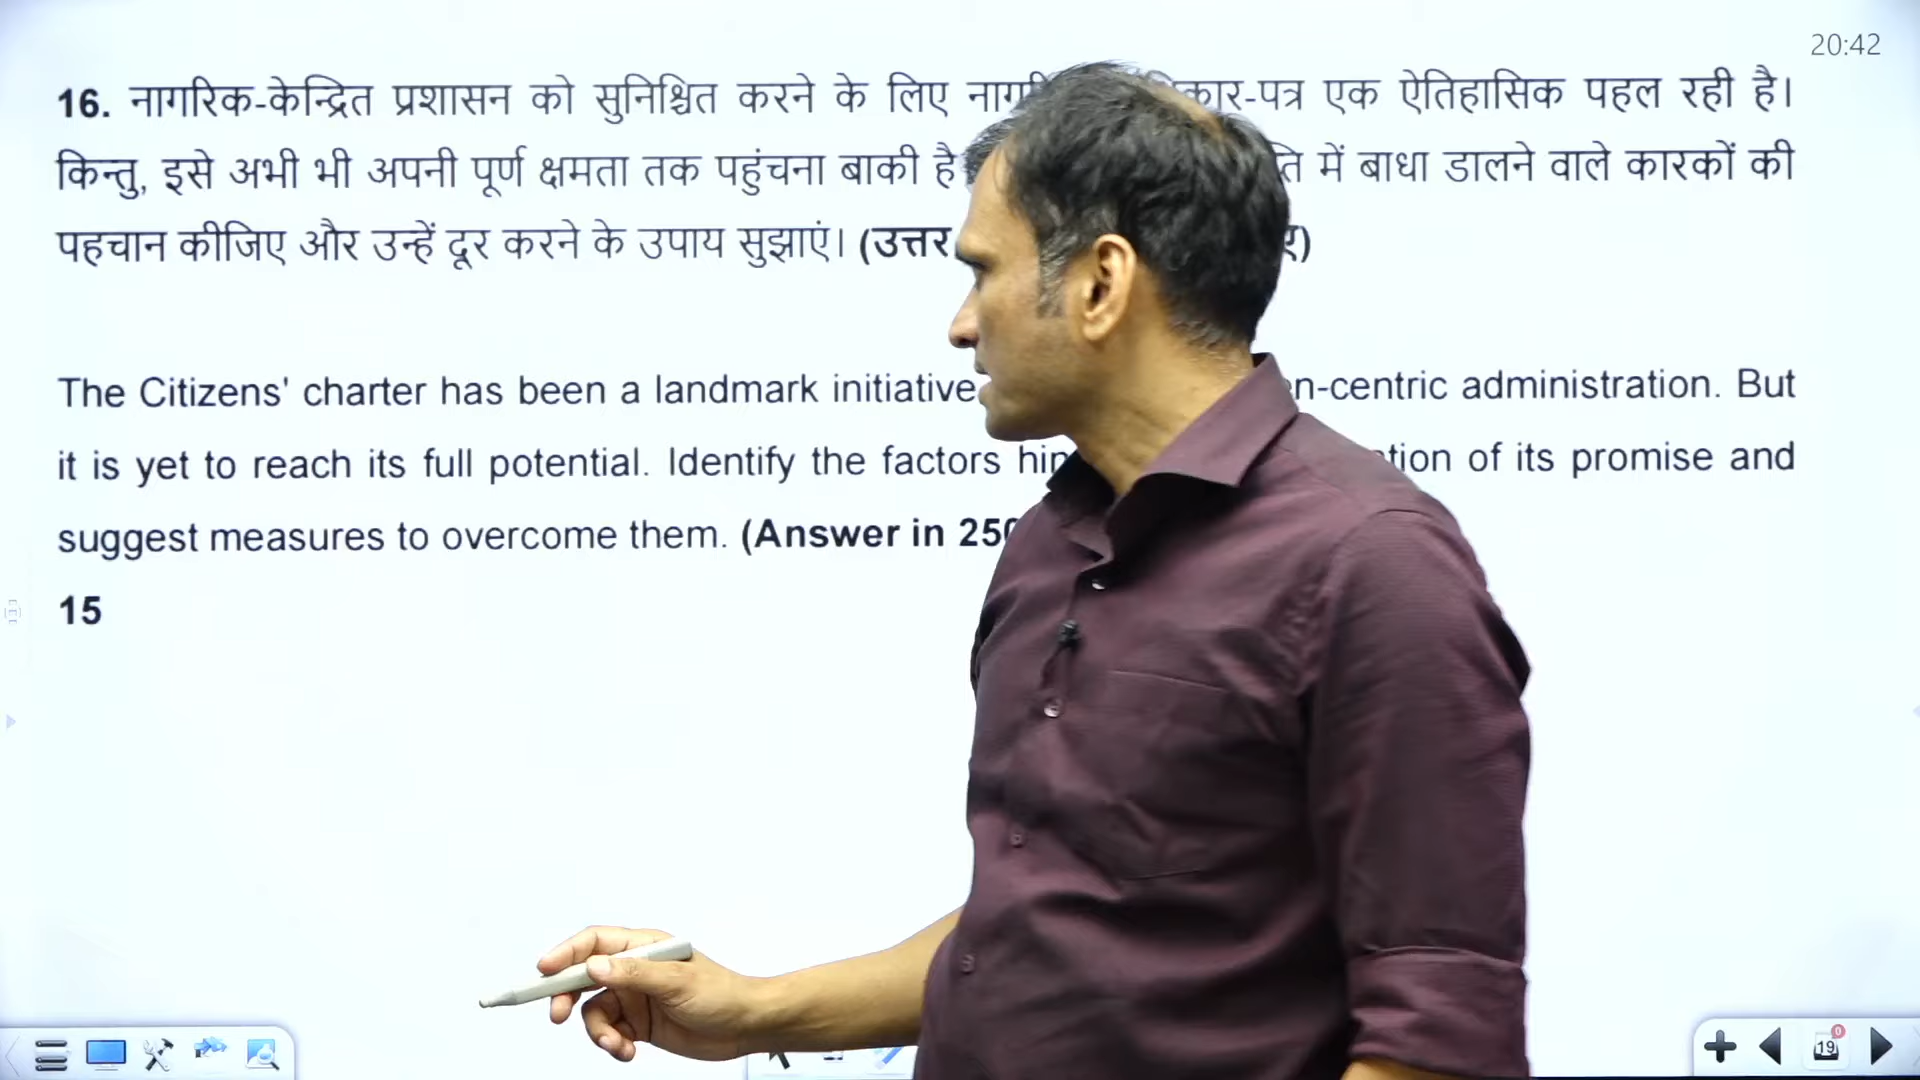 20:42
16. नागरिक-केन्द्रित प्रशासन को सुनिश्चित करने के लिए एक ऐतिहासिक पहल रही है।
किन्तु, इसे अभी भी अपनी पूर्ण क्षमता तक पहुंचना बाकी है में बाधा डालने वाले कारकों की
पहचान कीजिए और उन्हें दूर करने के उपाय सुझाएं। (उत्तर
The Citizens' charter has been a landmark initiative administration. But
it is yet to reach its full potential. Identify the factors of its promise and
suggest measures to overcome them. (Answer in
15
0
19